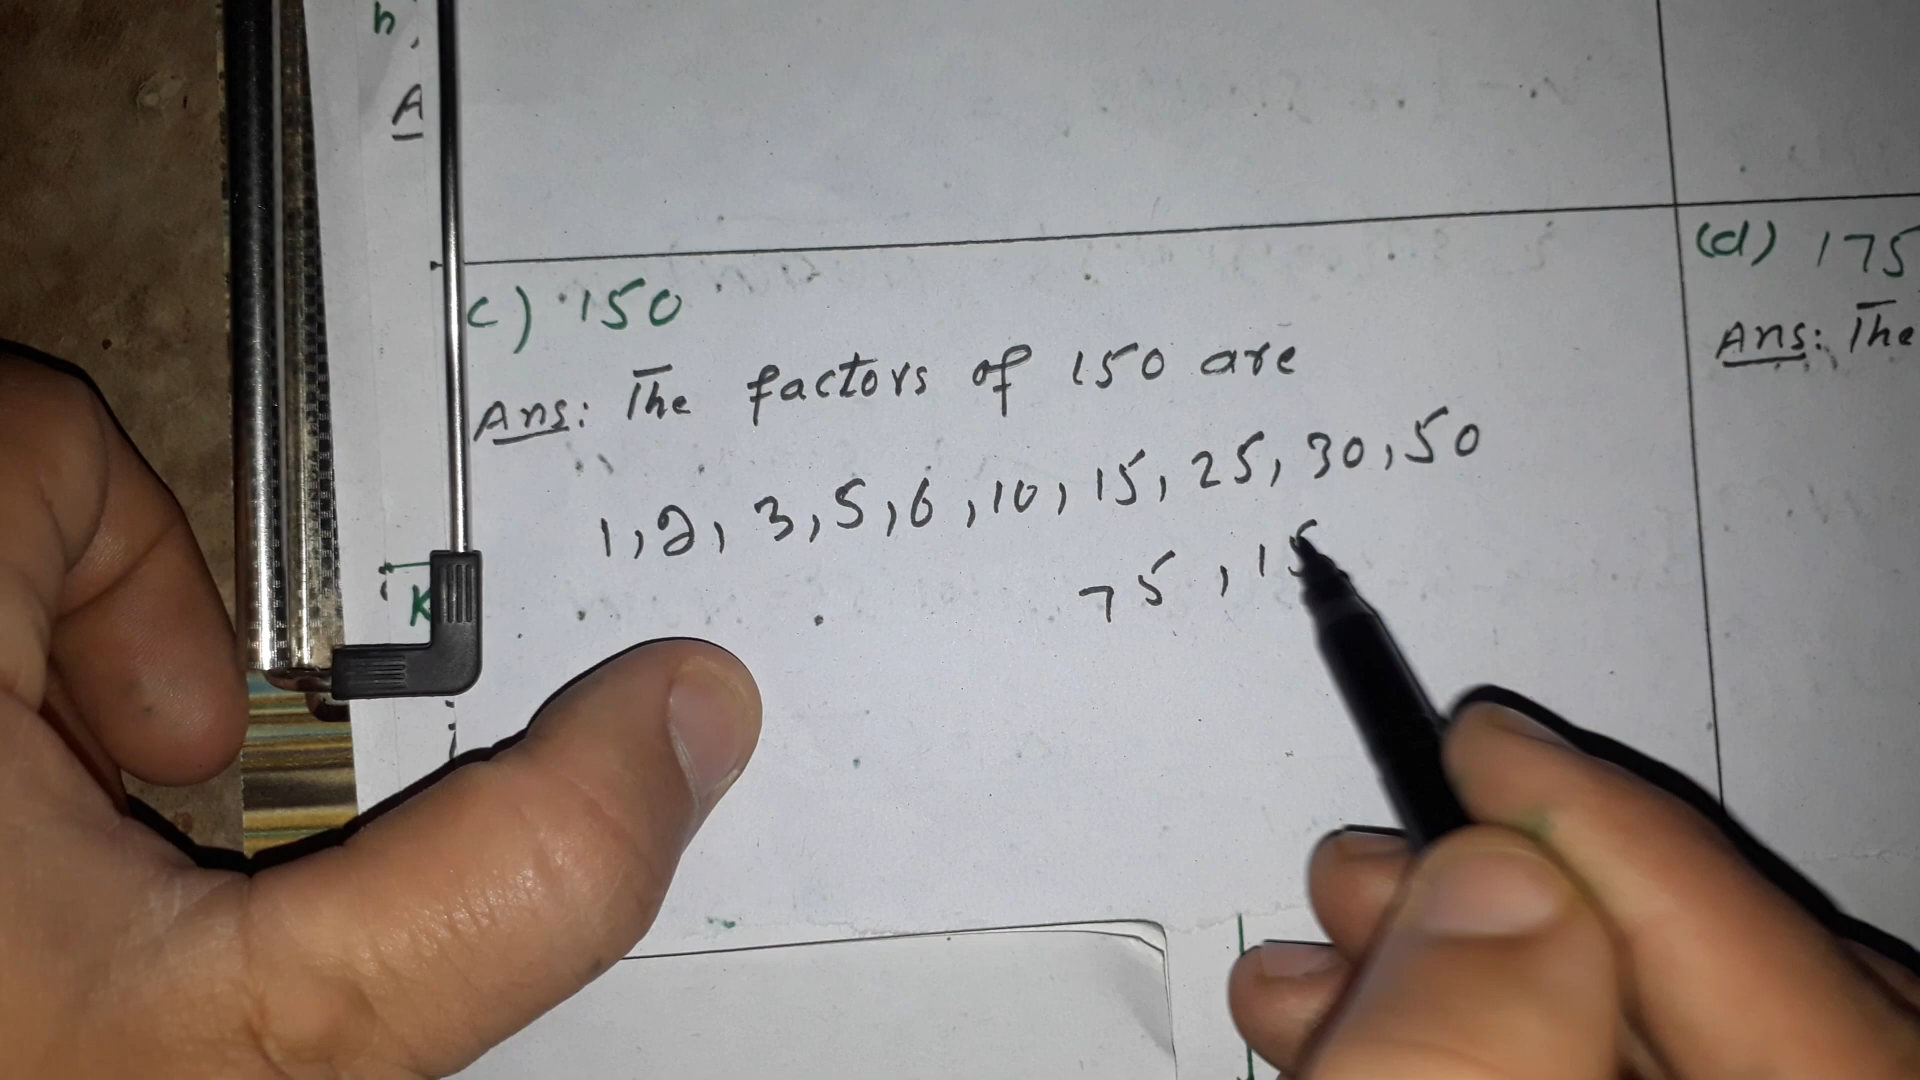 h,
A
c) 150
Ans: The factors of 150 are
1, 2, 3, 5, 6, 10, 15, 25, 30, 50
75, 15
(d) 175
Ans: The
K